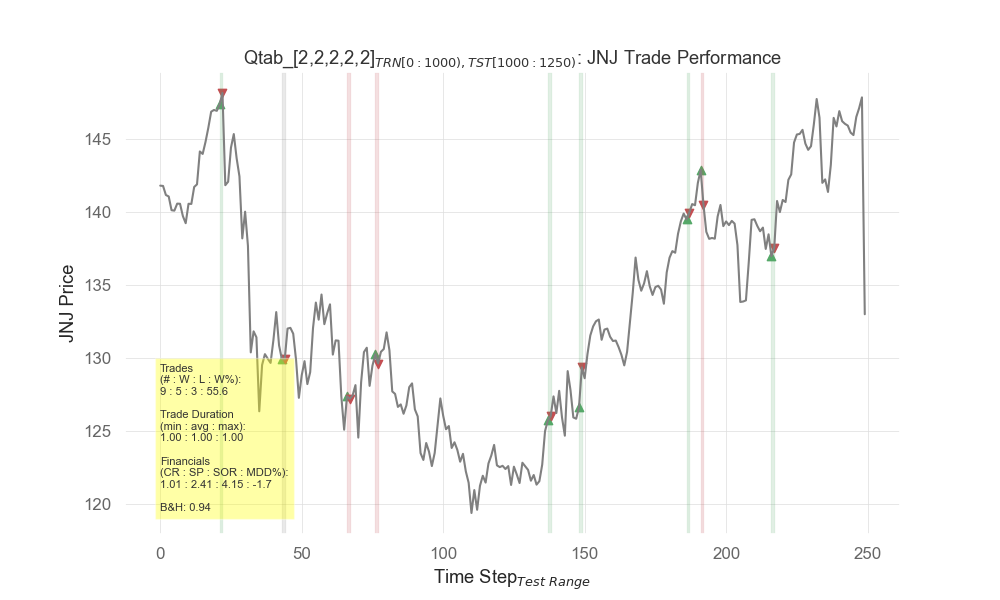 Qtab_[2,2,2,2,2]TRN[0 : 1000), TST[1000 : 1250): JNJ Trade Performance
145
140
135
130
125
120
JNJ Price
Trades
(# : W : L : W%):
9 : 5 : 3 : 55.6
Trade Duration
(min : avg : max):
1.00 : 1.00 : 1.00
Financials
(CR : SP : SOR : MDD%):
1.01 : 2.41 : 4.15 : -1.7
B&H: 0.94
0 50 100 150 200 250
Time StepTest Range